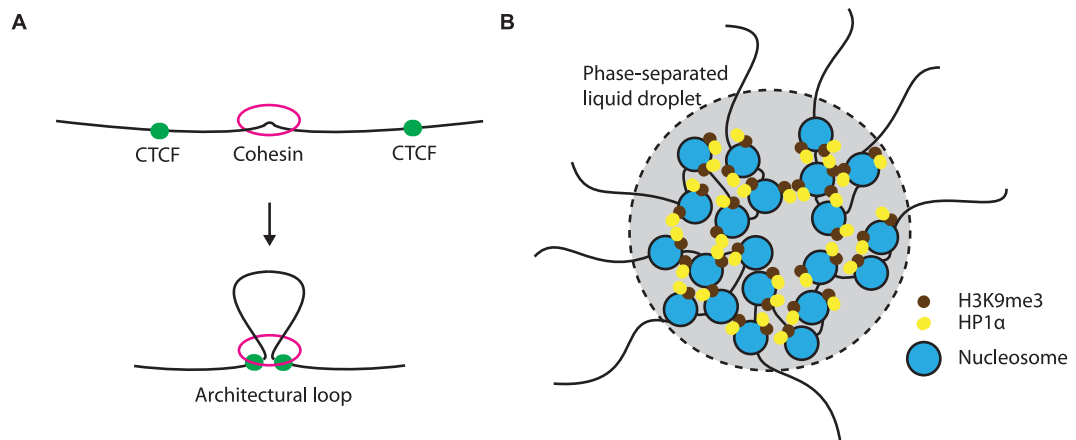 A
CTCF
Cohesin
CTCF
Architectural loop
B
Phase-separated
liquid droplet
H3K9me3
HP1α
Nucleosome